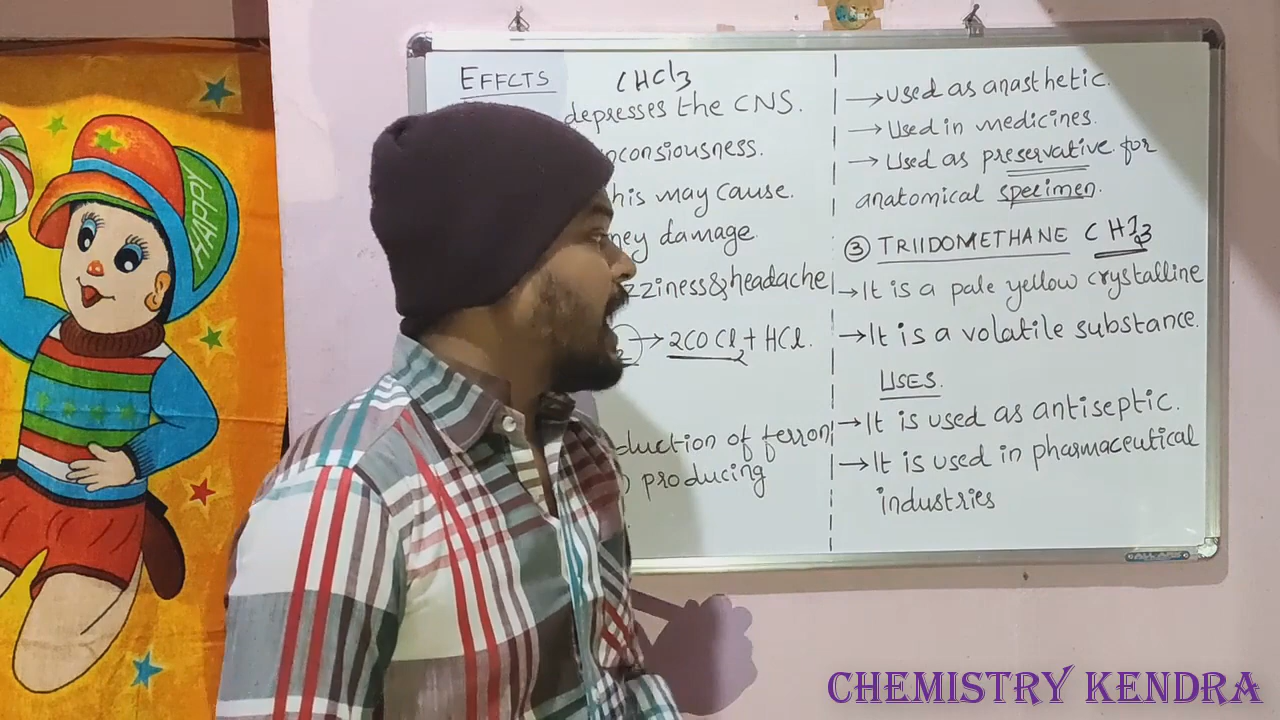 EFFCTS CHCl3
depresses the CNS.
nconsiousness.
his may cause.
ney damage.
zziness&headache
2 → 2COCl2 + HCl.
duction of
producing
→ used as anasthetic.
→ Used in medicines.
→ Used as preservative for
anatomical specimen.
③ TRIIDOMETHANE CHI3
→ It is a pale yellow crystalline
→ It is a volatile substance.
USES.
→ It is used as antiseptic.
→ It is used in pharmaceutical
industries
HAPPY
CHEMISTRY KENDRA